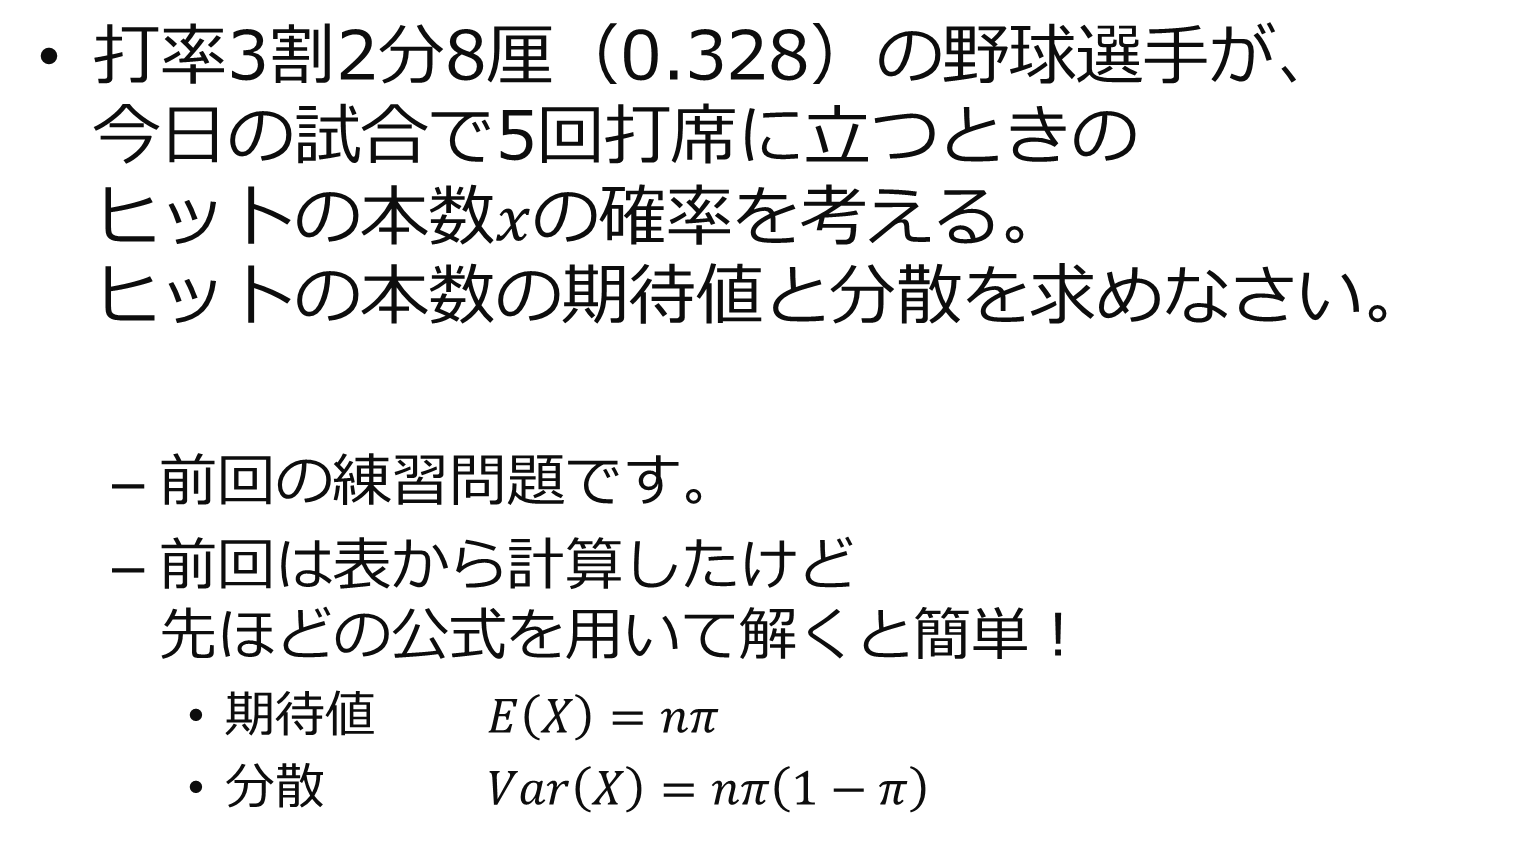 • 打率3割2分8厘（0.328）の野球選手が、
今日の試合で5回打席に立つときの
ヒットの本数𝑥の確率を考える。
ヒットの本数の期待値と分散を求めなさい。
– 前回の練習問題です。
– 前回は表から計算したけど
先ほどの公式を用いて解くと簡単！
• 期待値 𝐸(𝑋) = 𝑛𝜋
• 分散 𝑉𝑎𝑟(𝑋) = 𝑛𝜋(1 − 𝜋)